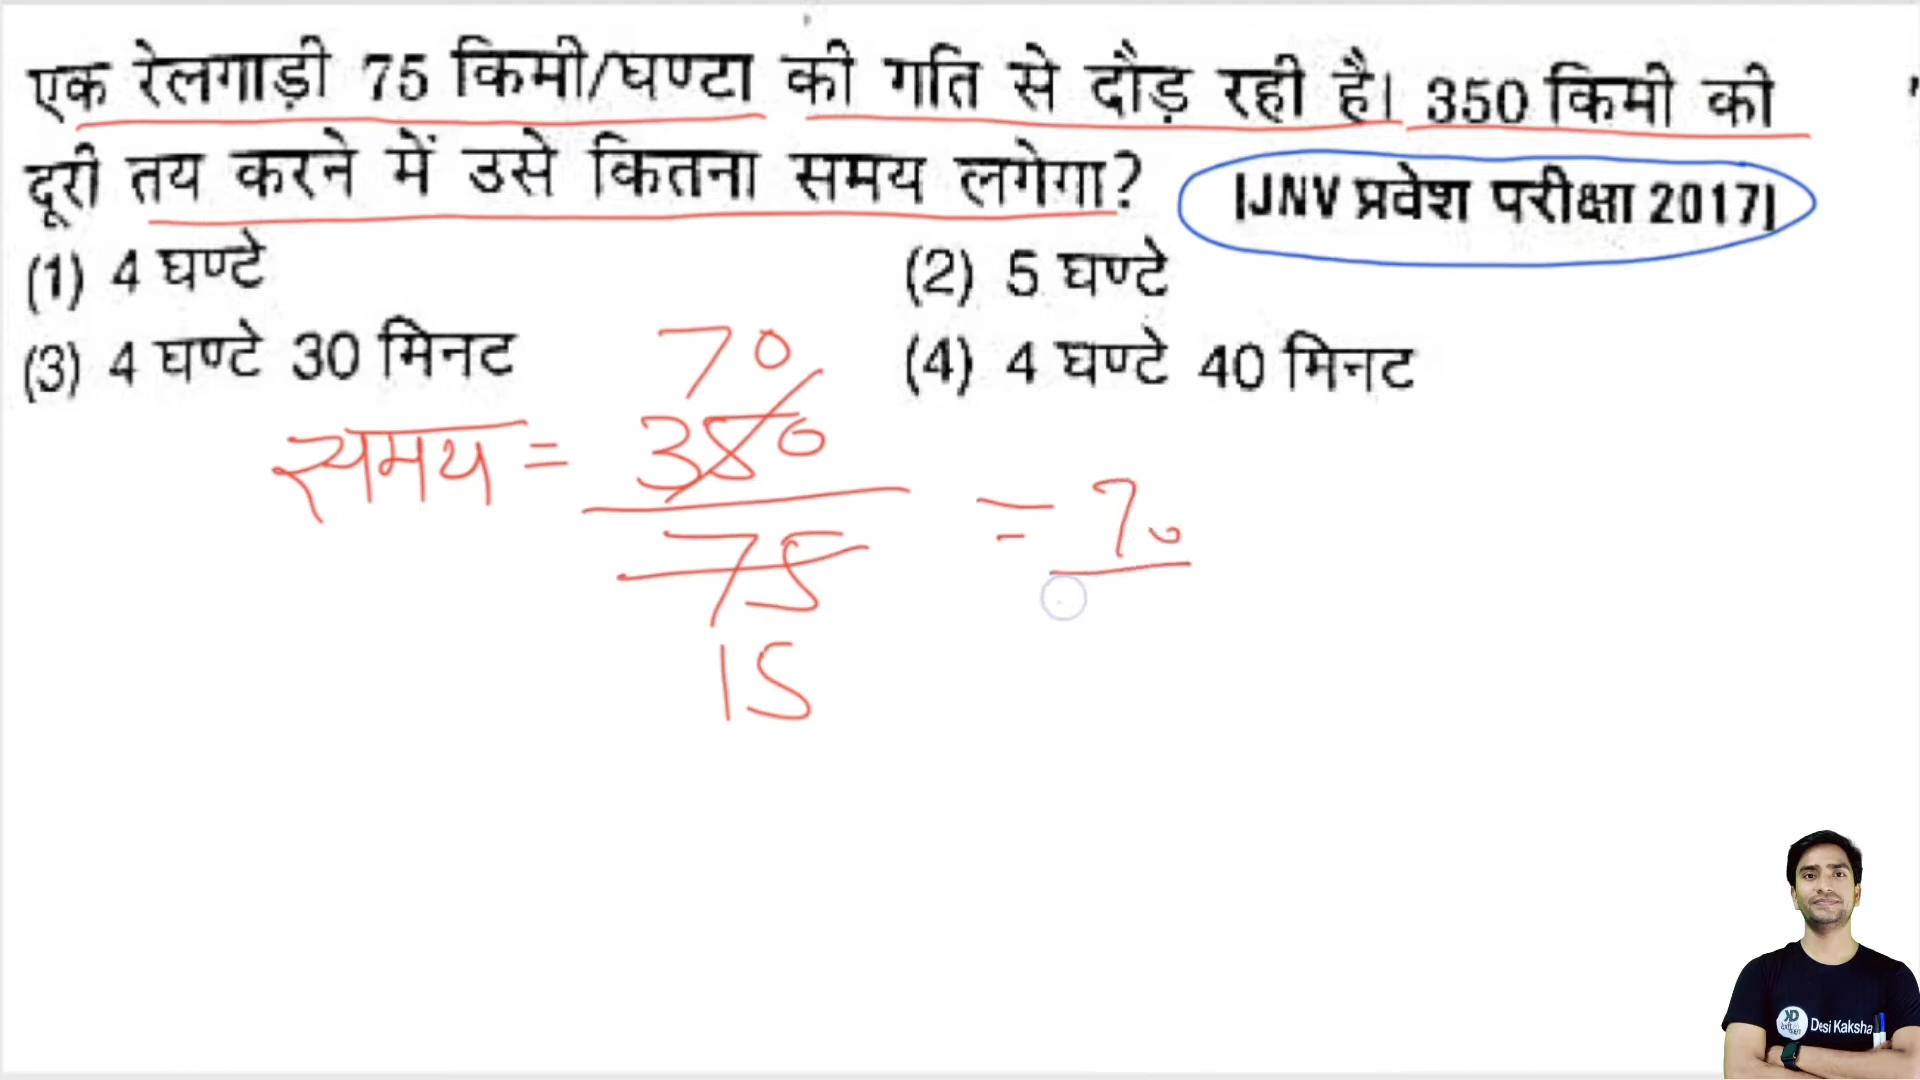 एक रेलगाड़ी 75 किमी/घण्टा की गति से दौड़ रही है। 350 किमी की
दूरी तय करने में उसे कितना समय लगेगा? [JNV प्रवेश परीक्षा 2017]
(1) 4 घण्टे (2) 5 घण्टे
(3) 4 घण्टे 30 मिनट (4) 4 घण्टे 40 मिनट
70
समय = 350
= 70
75
15
Desi Kaksha